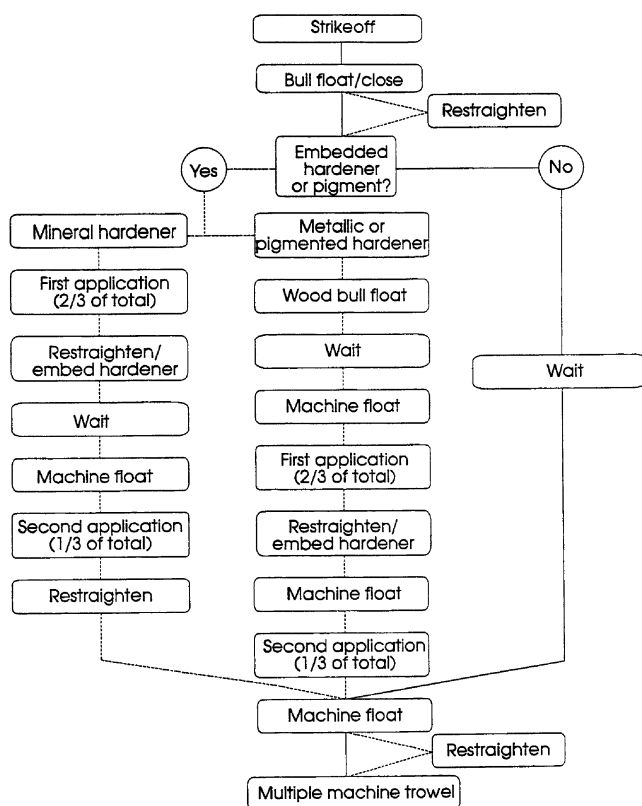 Strikeoff
Bull float/close
Restraighten
Embedded
hardener
or pigment?
Yes
No
Mineral hardener
Metallic or
pigmented hardener
First application
(2/3 of total)
Wood bull float
Restraighten/
embed hardener
Wait
Wait
Wait
Machine float
Machine float
First application
(2/3 of total)
Second application
(1/3 of total)
Restraighten/
embed hardener
Restraighten
Machine float
Second application
(1/3 of total)
Machine float
Restraighten
Multiple machine trowel